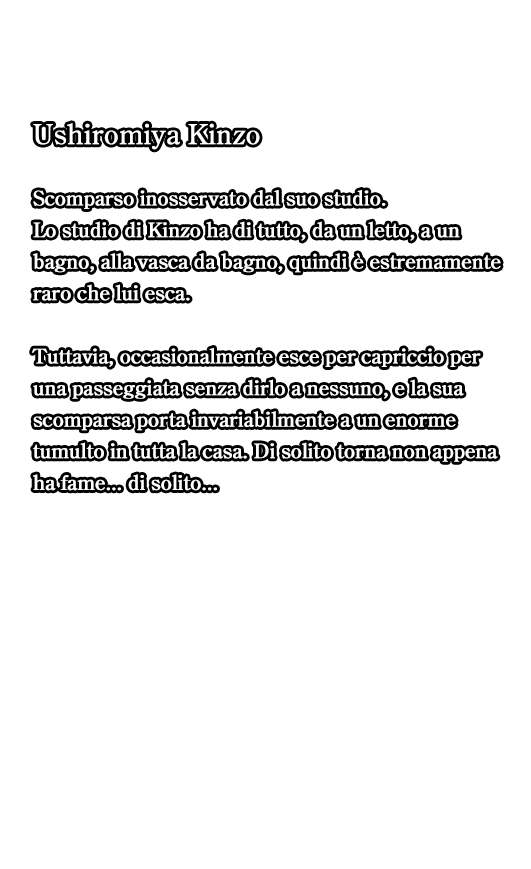 Ushiromiya Kinzo
Scomparso inosservato dal suo studio.
Lo studio di Kinzo ha di tutto, da un letto, a un
bagno, alla vasca da bagno, quindi è estremamente
raro che lui esca.
Tuttavia, occasionalmente esce per capriccio per
una passeggiata senza dirlo a nessuno, e la sua
scomparsa porta invariabilmente a un enorme
tumulto in tutta la casa. Di solito torna non appena
ha fame... di solito...